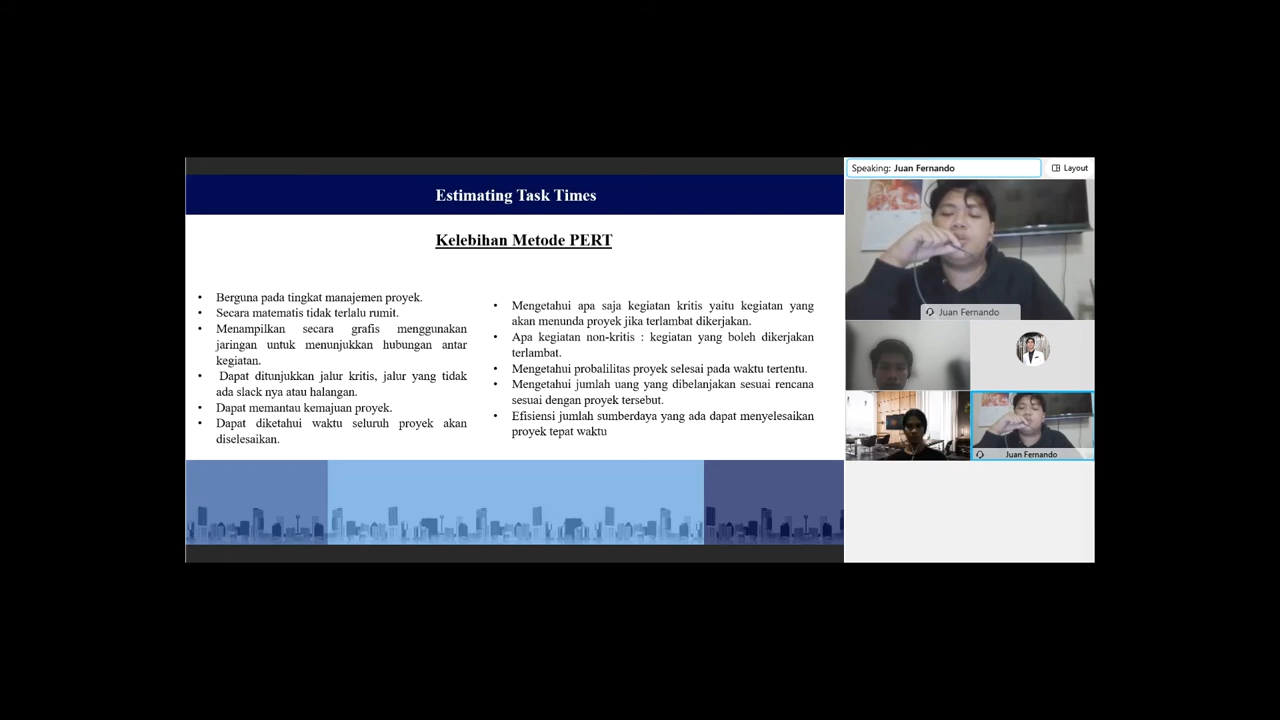 Estimating Task Times
Kelebihan Metode PERT
• Berguna pada tingkat manajemen proyek.
• Secara matematis tidak terlalu rumit.
• Menampilkan secara grafis menggunakan
jaringan untuk menunjukkan hubungan antar
kegiatan.
• Dapat ditunjukkan jalur kritis, jalur yang tidak
ada slack nya atau halangan.
• Dapat memantau kemajuan proyek.
• Dapat diketahui waktu seluruh proyek akan
diselesaikan.
• Mengetahui apa saja kegiatan kritis yaitu kegiatan yang
akan menunda proyek jika terlambat dikerjakan.
• Apa kegiatan non-kritis : kegiatan yang boleh dikerjakan
terlambat.
• Mengetahui probalilitas proyek selesai pada waktu tertentu.
• Mengetahui jumlah uang yang dibelanjakan sesuai rencana
sesuai dengan proyek tersebut.
• Efisiensi jumlah sumberdaya yang ada dapat menyelesaikan
proyek tepat waktu
Speaking: Juan Fernando
Layout
Juan Fernando
Juan Fernando